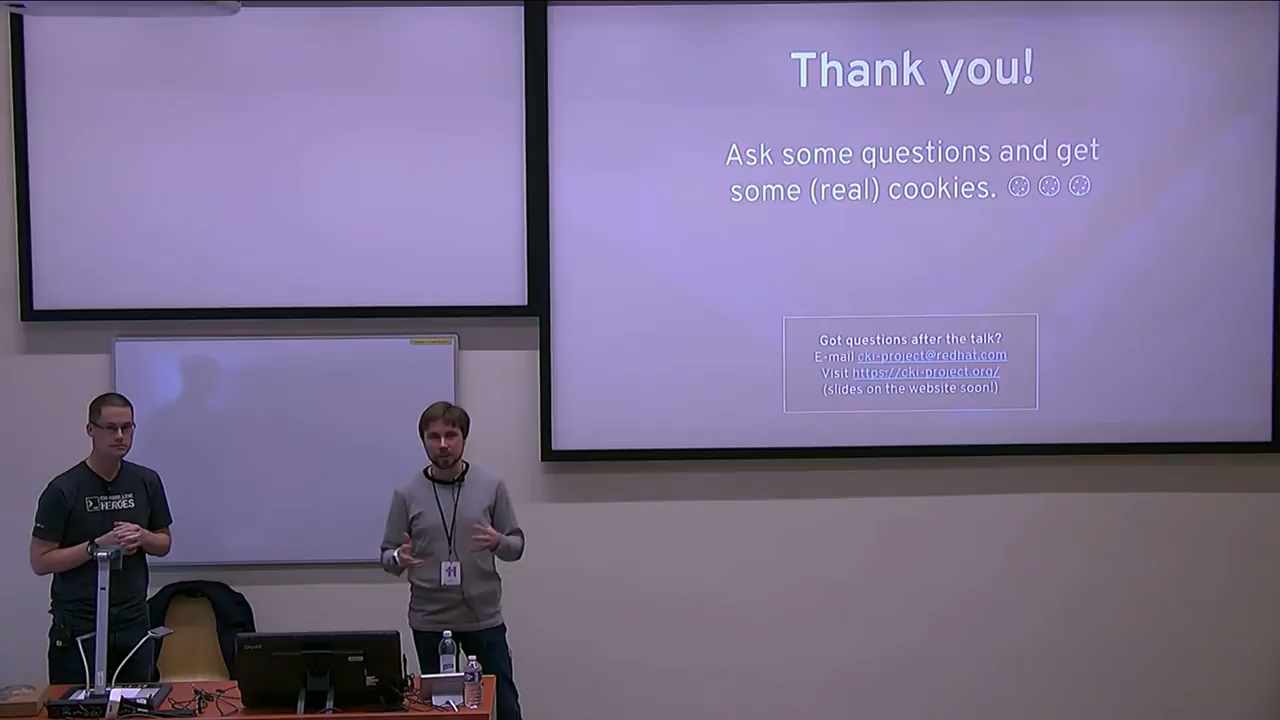 Thank you!
Ask some questions and get
some (real) cookies.
Got questions after the talk?
E-mail cki-project@redhat.com
Visit https://cki-project.org/
(slides on the website soon!)
HEROES